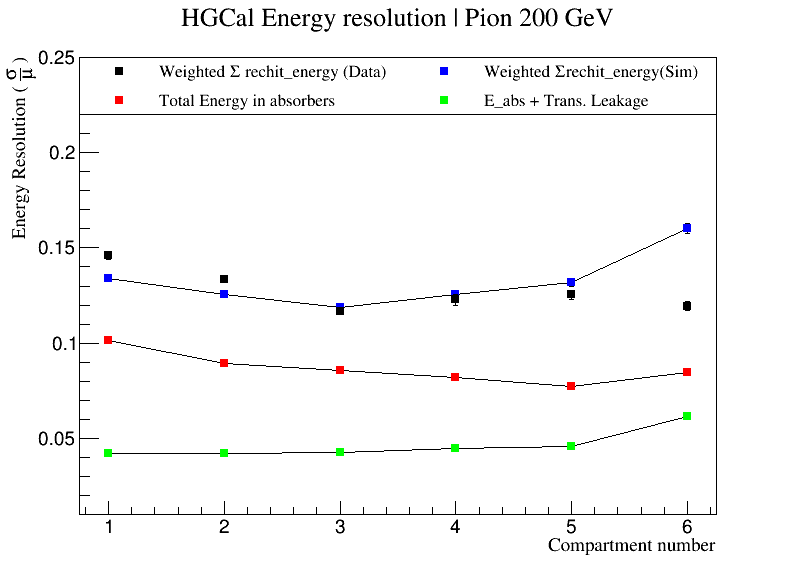 HGCal Energy resolution | Pion 200 GeV
Energy Resolution ( σ/μ )
0.25
0.2
0.15
0.1
0.05
Weighted Σ rechit_energy (Data)
Weighted Σrechit_energy(Sim)
Total Energy in absorbers
E_abs + Trans. Leakage
1 2 3 4 5 6
Compartment number